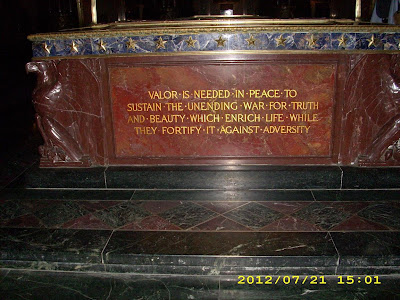 VALOR · IS · NEEDED · IN · PEACE · TO
SUSTAIN · THE · UNENDING · WAR · FOR · TRUTH
AND · BEAUTY · WHICH · ENRICH · LIFE · WHILE
THEY · FORTIFY · IT · AGAINST · ADVERSITY
2012/07/21 15:01